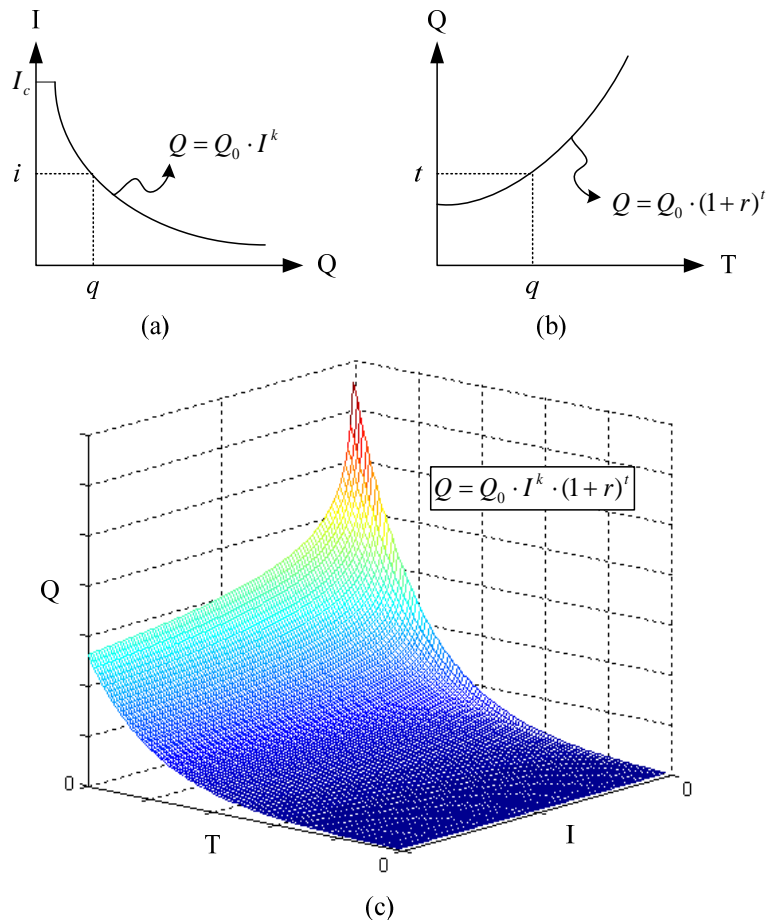 I
I_c
i
Q = Q_0 · I^k
q
Q
(a)
Q
t
Q = Q_0 · (1 + r)^t
q
T
(b)
Q = Q_0 · I^k · (1 + r)^t
Q
0
T
0
I
0
(c)